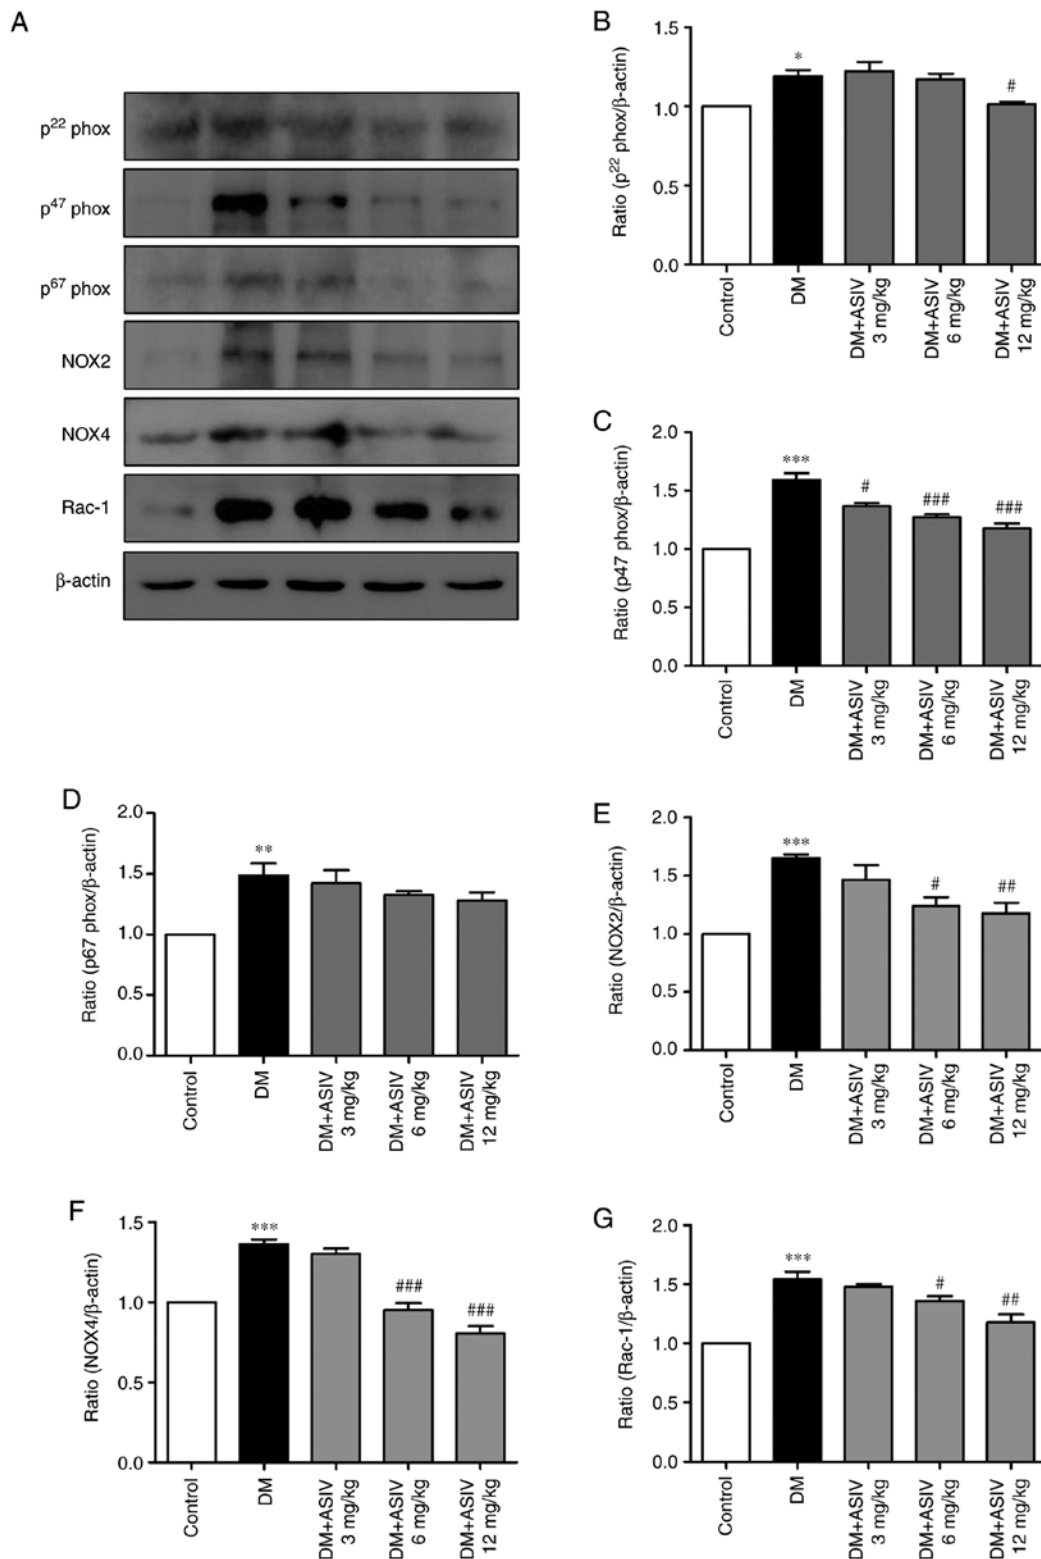 A
p²² phox
p⁴⁷ phox
p⁶⁷ phox
NOX2
NOX4
Rac-1
β-actin
B
Ratio (p²² phox/β-actin)
1.5
1.0
0.5
0.0
*
#
Control
DM
DM+ASIV
3 mg/kg
DM+ASIV
6 mg/kg
DM+ASIV
12 mg/kg
C
Ratio (p47 phox/β-actin)
2.0
1.5
1.0
0.5
0.0
***
#
###
###
Control
DM
DM+ASIV
3 mg/kg
DM+ASIV
6 mg/kg
DM+ASIV
12 mg/kg
D
Ratio (p67 phox/β-actin)
2.0
1.5
1.0
0.5
0.0
**
Control
DM
DM+ASIV
3 mg/kg
DM+ASIV
6 mg/kg
DM+ASIV
12 mg/kg
E
Ratio (NOX2/β-actin)
2.0
1.5
1.0
0.5
0.0
***
#
##
Control
DM
DM+ASIV
3 mg/kg
DM+ASIV
6 mg/kg
DM+ASIV
12 mg/kg
F
Ratio (NOX4/β-actin)
1.5
1.0
0.5
0.0
***
###
###
Control
DM
DM+ASIV
3 mg/kg
DM+ASIV
6 mg/kg
DM+ASIV
12 mg/kg
G
Ratio (Rac-1/β-actin)
2.0
1.5
1.0
0.5
0.0
***
#
##
Control
DM
DM+ASIV
3 mg/kg
DM+ASIV
6 mg/kg
DM+ASIV
12 mg/kg